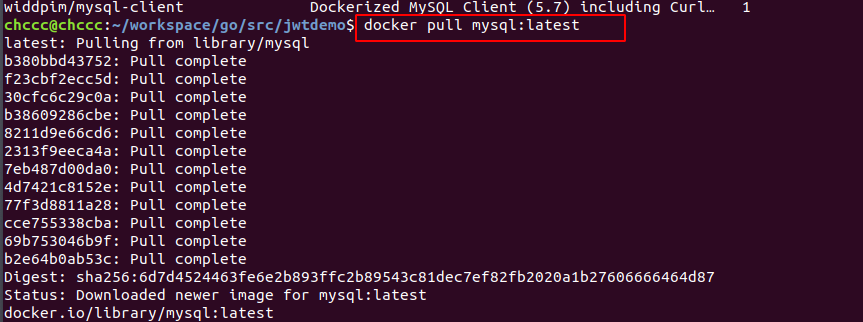 widdpim/mysql-client Dockerized MySQL Client (5.7) including Curl… 1
chccc@chccc:~/workspace/go/src/jwtdemo$ docker pull mysql:latest
latest: Pulling from library/mysql
b380bbd43752: Pull complete
f23cbf2ecc5d: Pull complete
30cfc6c29c0a: Pull complete
b38609286cbe: Pull complete
8211d9e66cd6: Pull complete
2313f9eeca4a: Pull complete
7eb487d00da0: Pull complete
4d7421c8152e: Pull complete
77f3d8811a28: Pull complete
cce755338cba: Pull complete
69b753046b9f: Pull complete
b2e64b0ab53c: Pull complete
Digest: sha256:6d7d4524463fe6e2b893ffc2b89543c81dec7ef82fb2020a1b27606666464d87
Status: Downloaded newer image for mysql:latest
docker.io/library/mysql:latest